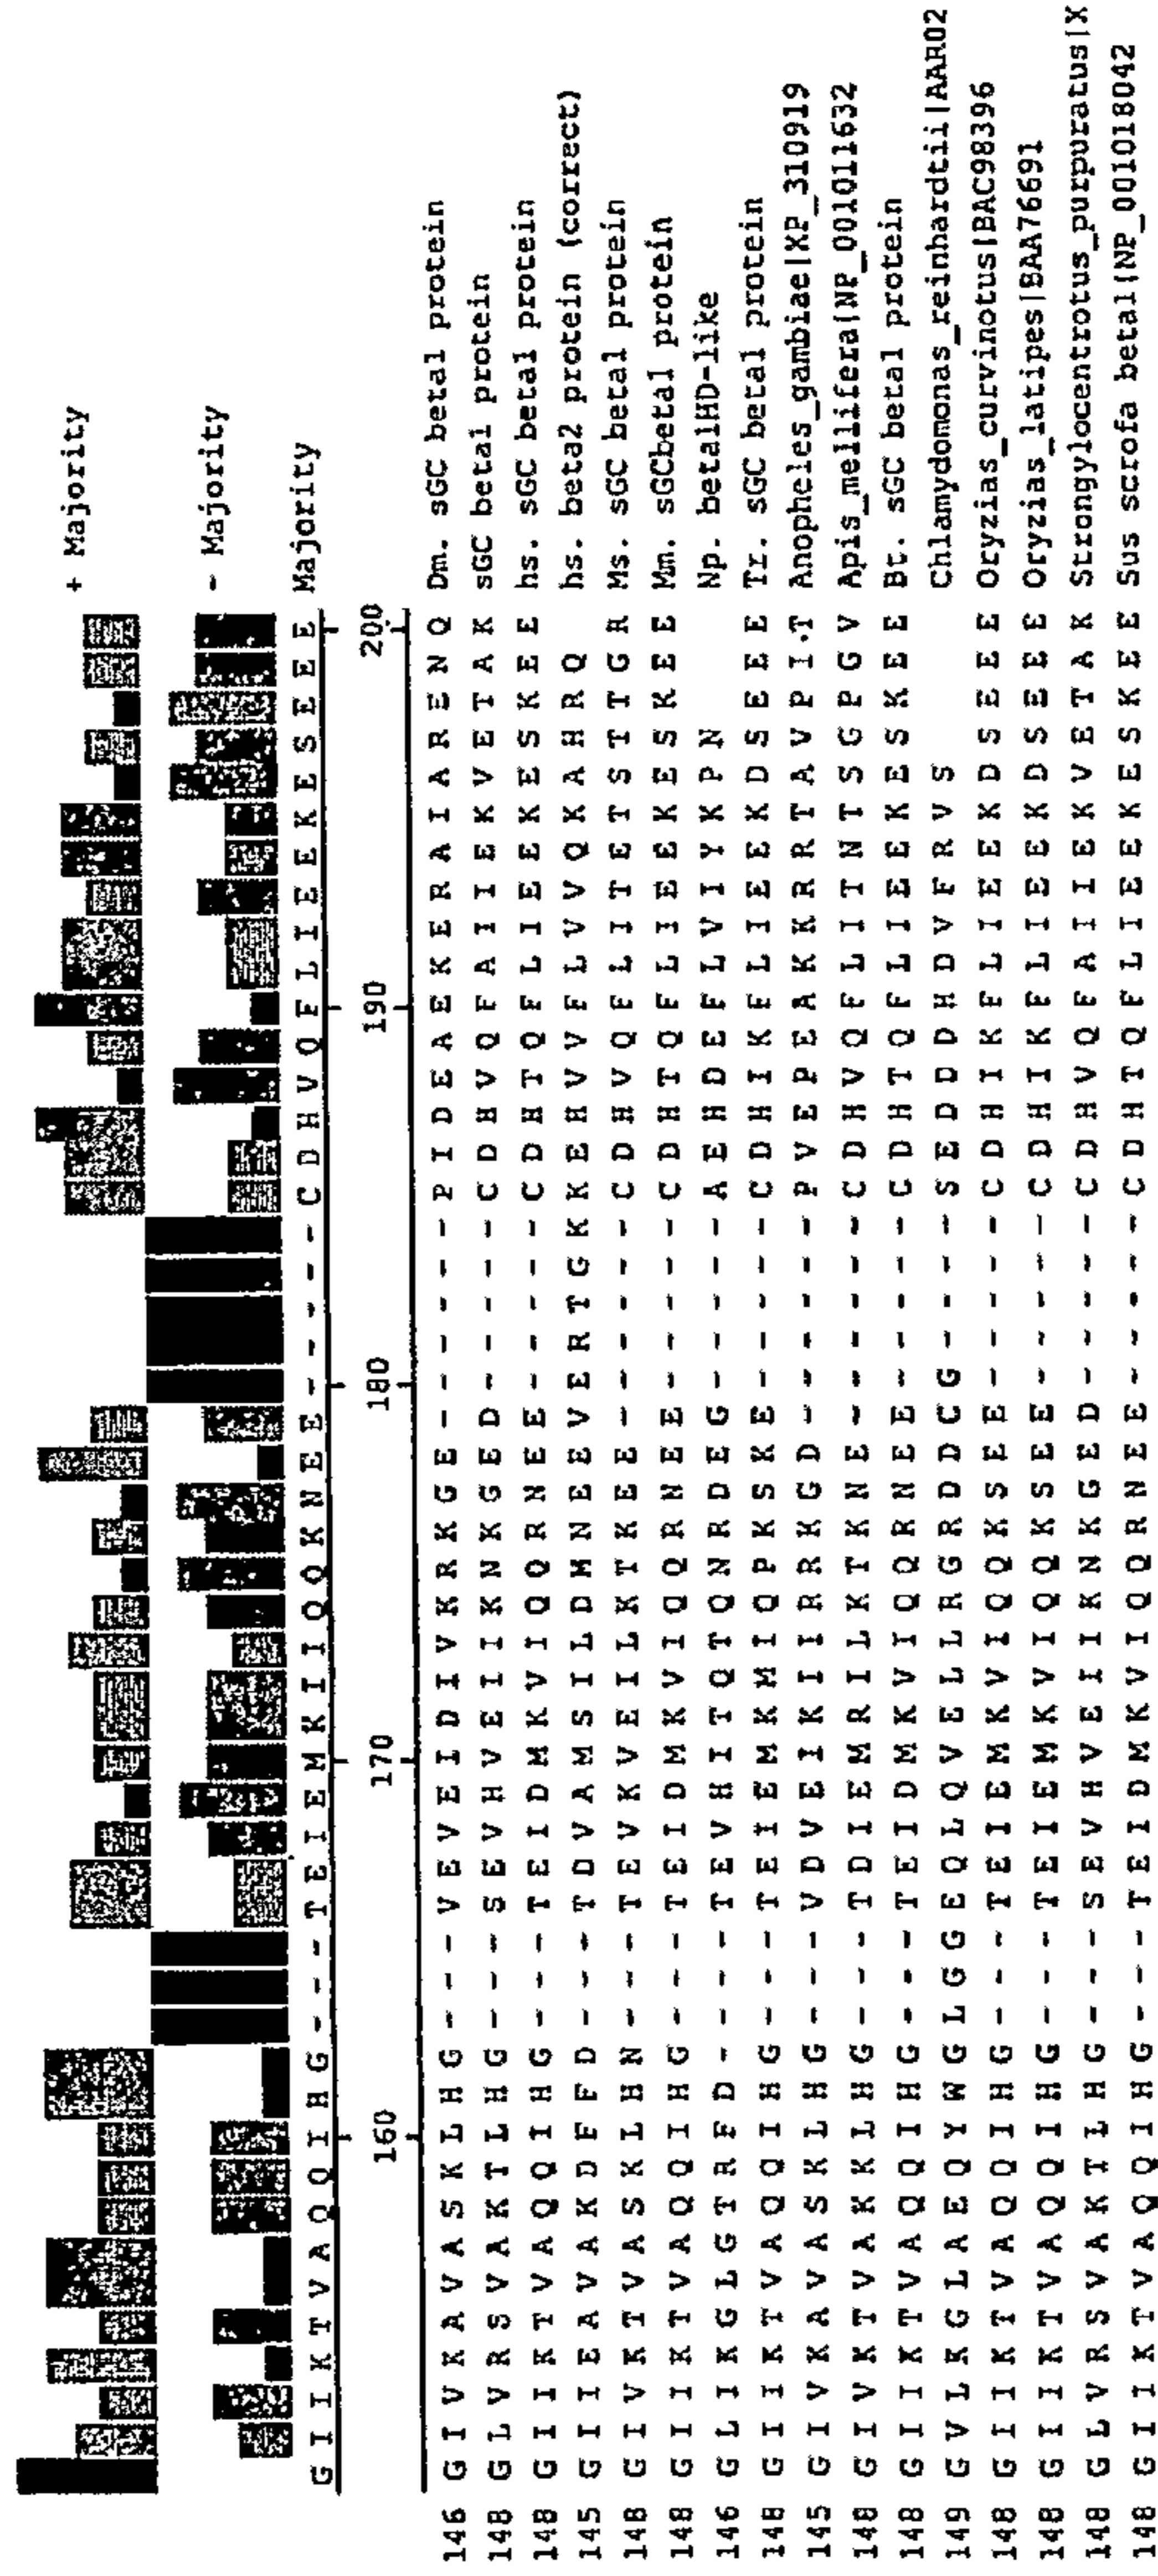 + Majority
- Majority
G I I K T V A Q Q I H G - - - T E I E M K I I Q Q K N E E - - - - - C D H V Q F L I E E K E S E E E Majority
160 170 180 190 200
146 G I V K A V A S K L H G - - - V E V E I D I V K R K G E - - - - - - P I D E A E K E R A I A R E N Q Dm. sGC beta1 protein
148 G L V R S V A K T L H G - - - S E V H V E I I K N K G E D - - - - - C D H V Q F A I I E K V E T A K sGC beta1 protein
148 G I I K T V A Q Q I H G - - - T E I D M K V I Q Q R N E E - - - - - C D H T Q F L I E E K E S K E E hs. sGC beta1 protein
145 G I I E A V A K D F F D - - - T D V A M S I L D M N E E V E R T G K K E H V V F L V V Q K A H R Q hs. beta2 protein (correct)
148 G I V K T V A S K L H N - - - T E V K V E I L K T K E E - - - - - - C D H V Q F L I T E T S T T G R Ms. sGC beta1 protein
148 G I I K T V A Q Q I H G - - - T E I D M K V I Q Q R N E E - - - - - C D H T Q F L I E E K E S K E E Mm. sGCbeta1 protein
146 G L I K G L G T R F D - - - - T E V H I T Q T Q N R D E G - - - - - A E H D E F L V I Y K P N Np. beta1HD-like
148 G I I K T V A Q Q I H G - - - T E I E M K M I Q P K S K E - - - - - C D H I K F L I E E K D S E E E Tr. sGC beta1 protein
145 G I V K A V A S K L H G - - - V D V E I K I I R R K G D - - - - - - P V E P E A K K R R T A V P I T Anopheles_gambiae|XP_310919
148 G I V K T V A K K L H G - - - T D I E M R I L K T K N E - - - - - - C D H V Q F L I T N T S G P G V Apis_mellifera|NP_001011632
148 G I I K T V A Q Q I H G - - - T E I D M K V I Q Q R N E E - - - - - G D H T Q F L I E E K E S K E E Bt. sGC beta1 protein
149 G V L K G L A E Q Y W G L G G E Q L Q V E L L R G R D D C G - - - - S E D D D H D V F R V S Chlamydomonas_reinhardtii|AAR02
148 G I I K T V A Q Q I H G - - - T E I E M K V I Q Q K S E E - - - - - C D H I K F L I E E K D S E E E Oryzias_curvinotus|BAC98396
148 G I I K T V A Q Q I H G - - - T E I E M K V I Q Q K S E E - - - - - C D H I K F L I E E K D S E E E Oryzias_latipes|BAA76691
148 G L V R S V A K T L H G - - - S E V H V E I I K N K G E D - - - - - C D H V Q F A I I E K V E T A K Strongylocentrotus_purpuratus|X
148 G I I K T V A Q Q I H G - - - T E I D M K V I Q Q R N E E - - - - - C D H T Q F L I E E K E S K E E Sus scrofa beta1|NP_001018042